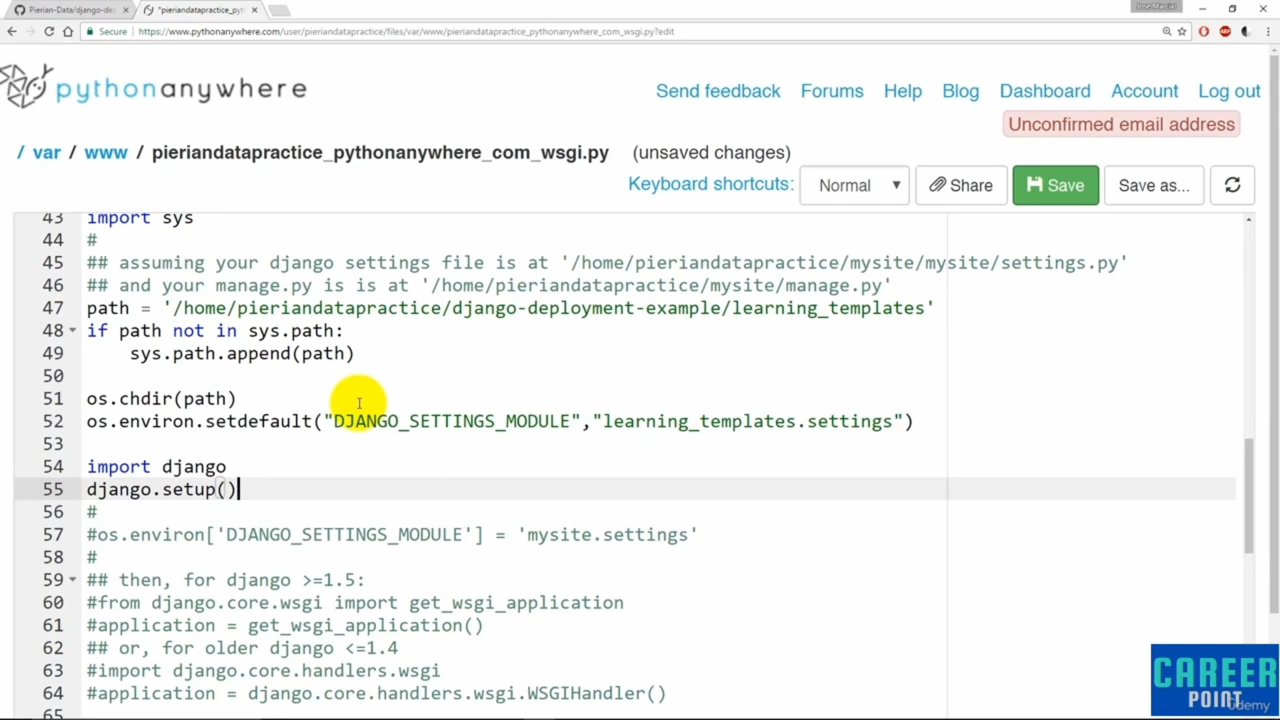 Pierian-Data/django-de
*pieriandatapractice_pyth
Jose Marcial
Secure
https://www.pythonanywhere.com/user/pieriandatapractice/files/var/www/pieriandatapractice_pythonanywhere_com_wsgi.py?edit
pythonanywhere
Send feedback Forums Help Blog Dashboard Account Log out
Unconfirmed email address
/ var / www / pieriandatapractice_pythonanywhere_com_wsgi.py (unsaved changes)
Keyboard shortcuts: Normal Share Save Save as...
43 import sys
44 #
45 ## assuming your django settings file is at '/home/pieriandatapractice/mysite/mysite/settings.py'
46 ## and your manage.py is is at '/home/pieriandatapractice/mysite/manage.py'
47 path = '/home/pieriandatapractice/django-deployment-example/learning_templates'
48 if path not in sys.path:
49 sys.path.append(path)
50
51 os.chdir(path)
52 os.environ.setdefault("DJANGO_SETTINGS_MODULE","learning_templates.settings")
53
54 import django
55 django.setup()
56 #
57 #os.environ['DJANGO_SETTINGS_MODULE'] = 'mysite.settings'
58 #
59 ## then, for django >=1.5:
60 #from django.core.wsgi import get_wsgi_application
61 #application = get_wsgi_application()
62 ## or, for older django <=1.4
63 #import django.core.handlers.wsgi
64 #application = django.core.handlers.wsgi.WSGIHandler()
65
CAREER
POINT
udemy